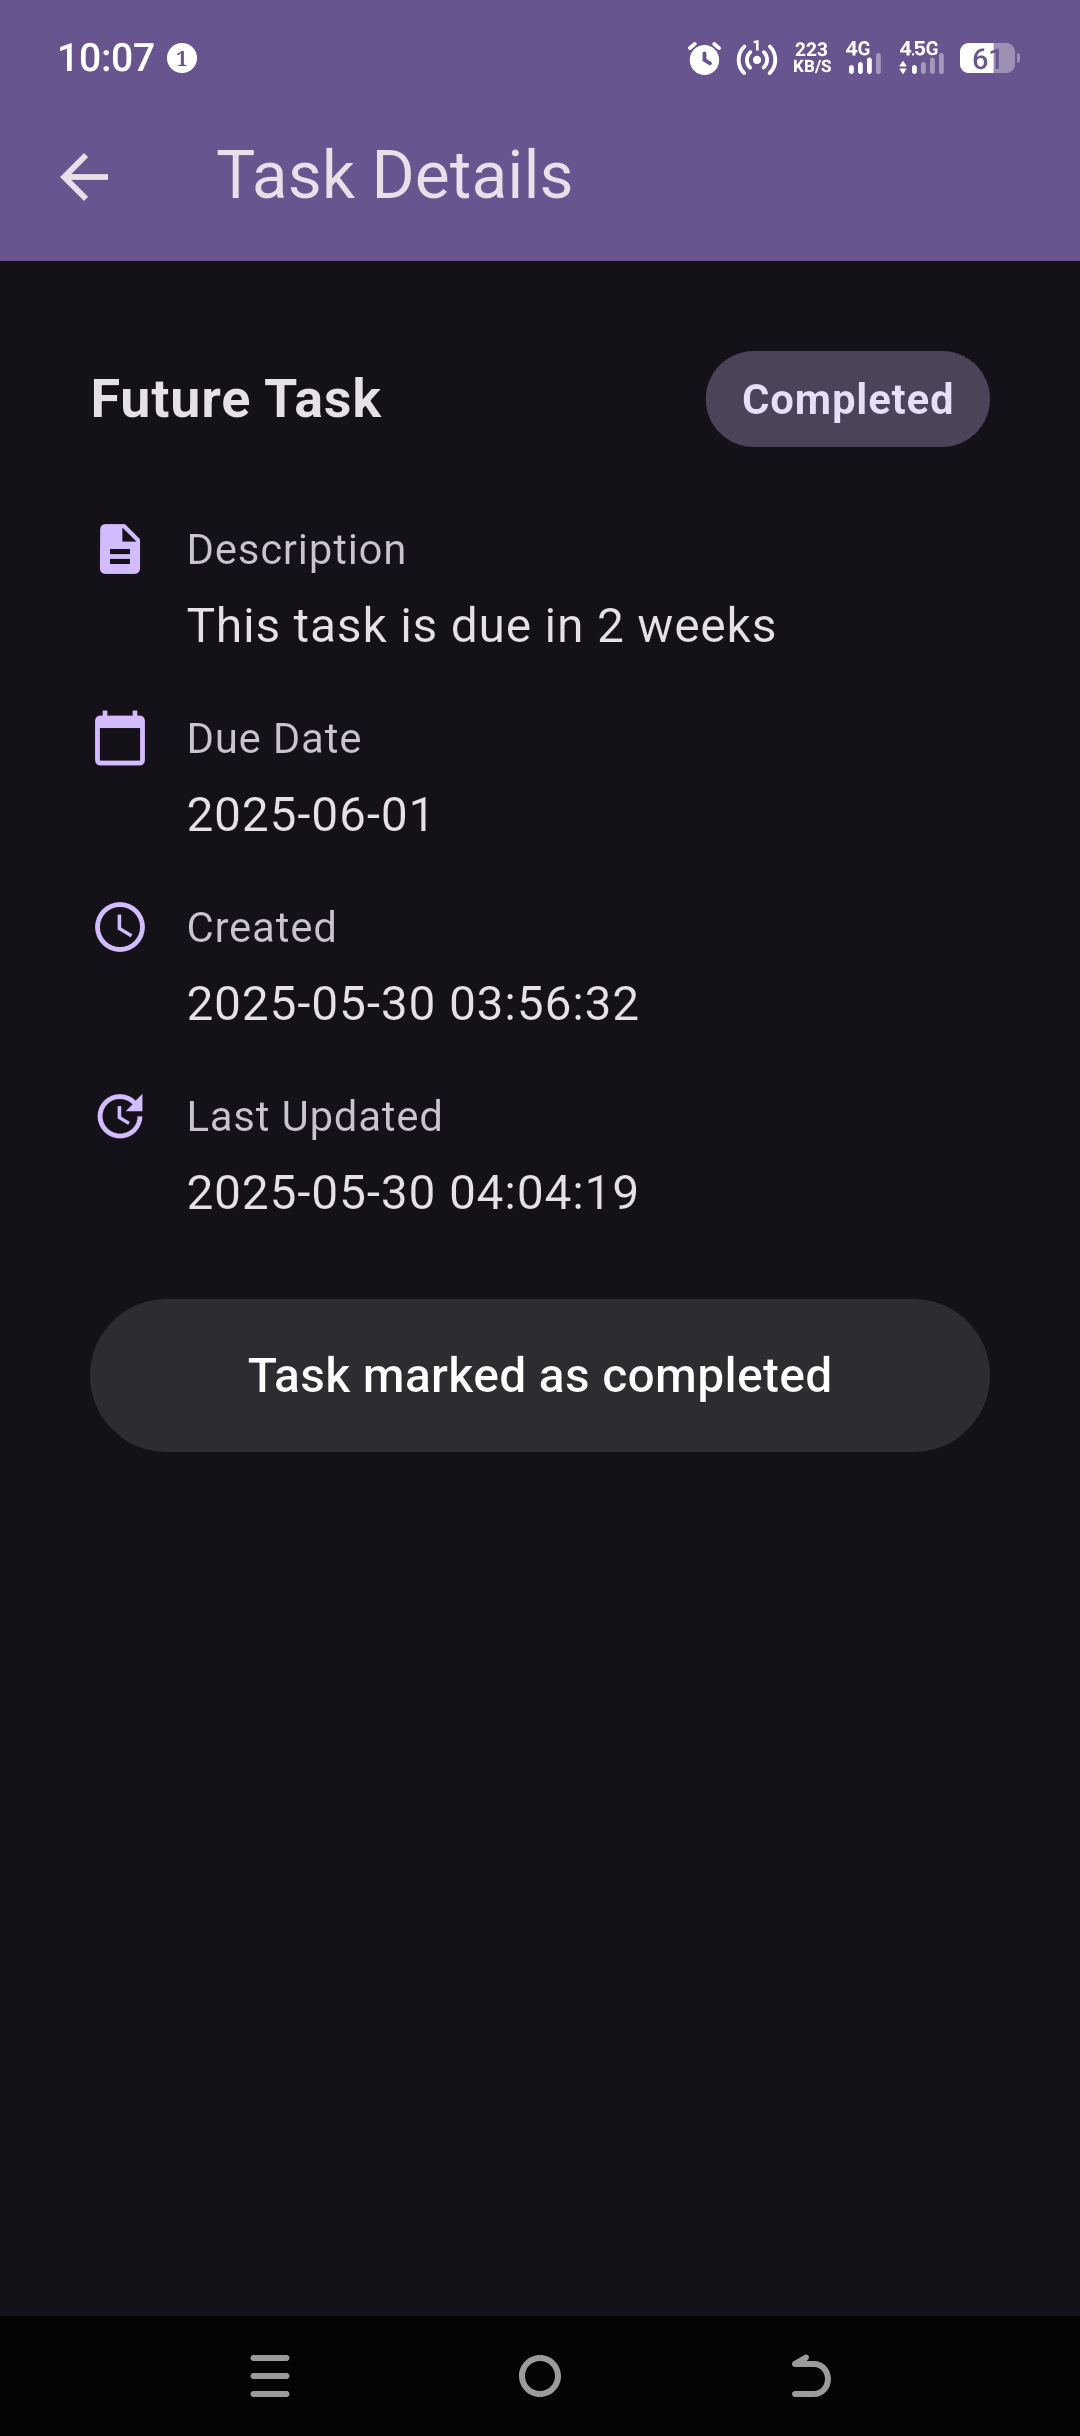 10:07 1 1 223 KB/S 4G 4.5G 61
Task Details
Future Task Completed
Description
This task is due in 2 weeks
Due Date
2025-06-01
Created
2025-05-30 03:56:32
Last Updated
2025-05-30 04:04:19
Task marked as completed